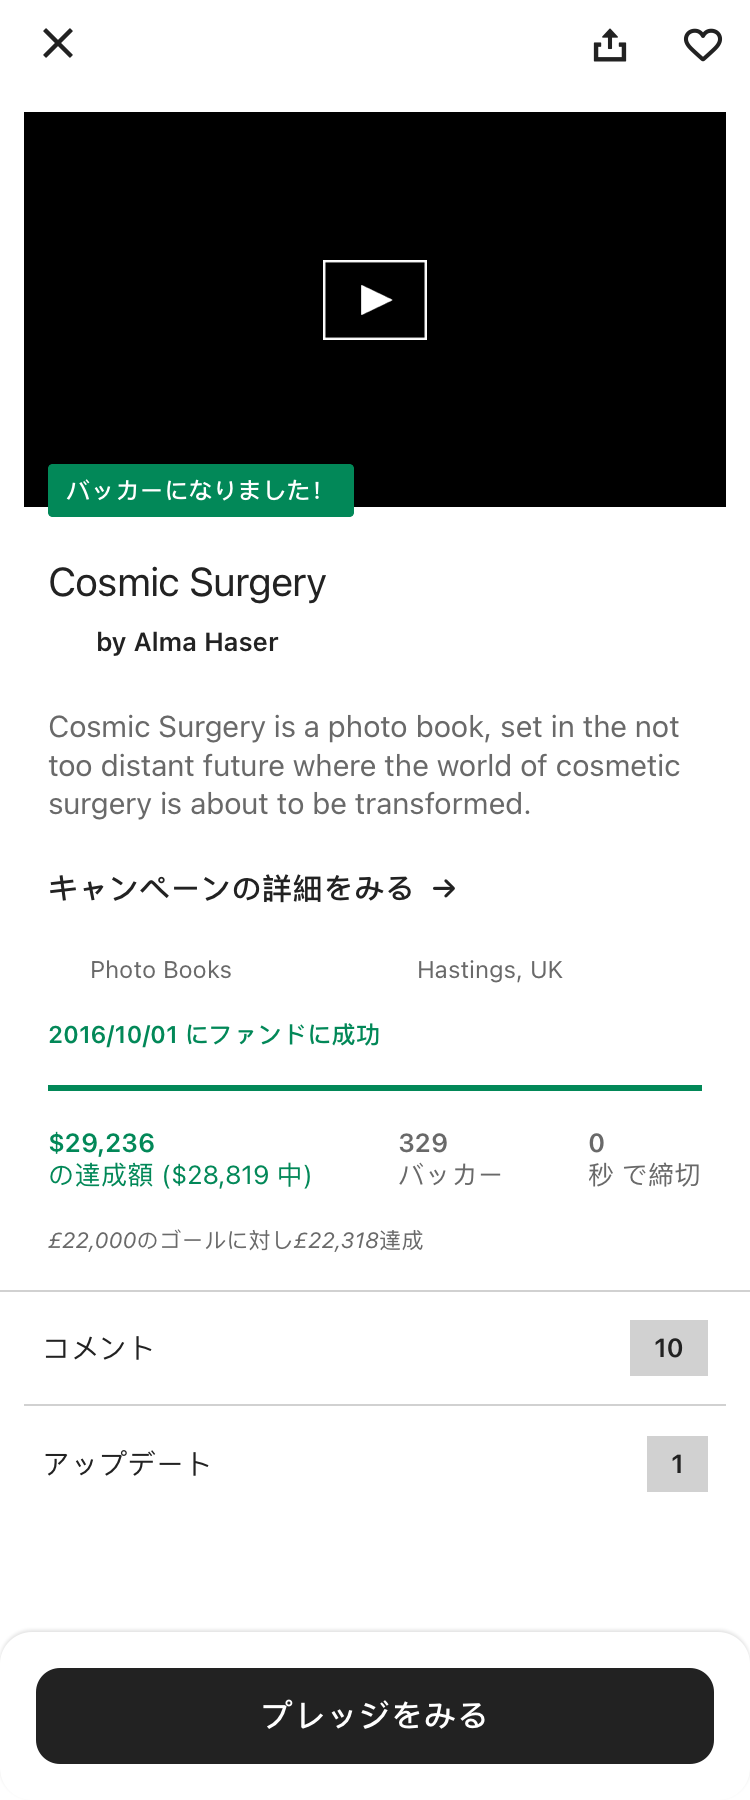 バッカーになりました!
Cosmic Surgery
by Alma Haser
Cosmic Surgery is a photo book, set in the not
too distant future where the world of cosmetic
surgery is about to be transformed.
キャンペーンの詳細をみる →
Photo Books
Hastings, UK
2016/10/01 にファンドに成功
$29,236
の達成額 ($28,819 中)
329
バッカー
0
秒 で締切
£22,000のゴールに対し£22,318達成
コメント
10
アップデート
1
プレッジをみる